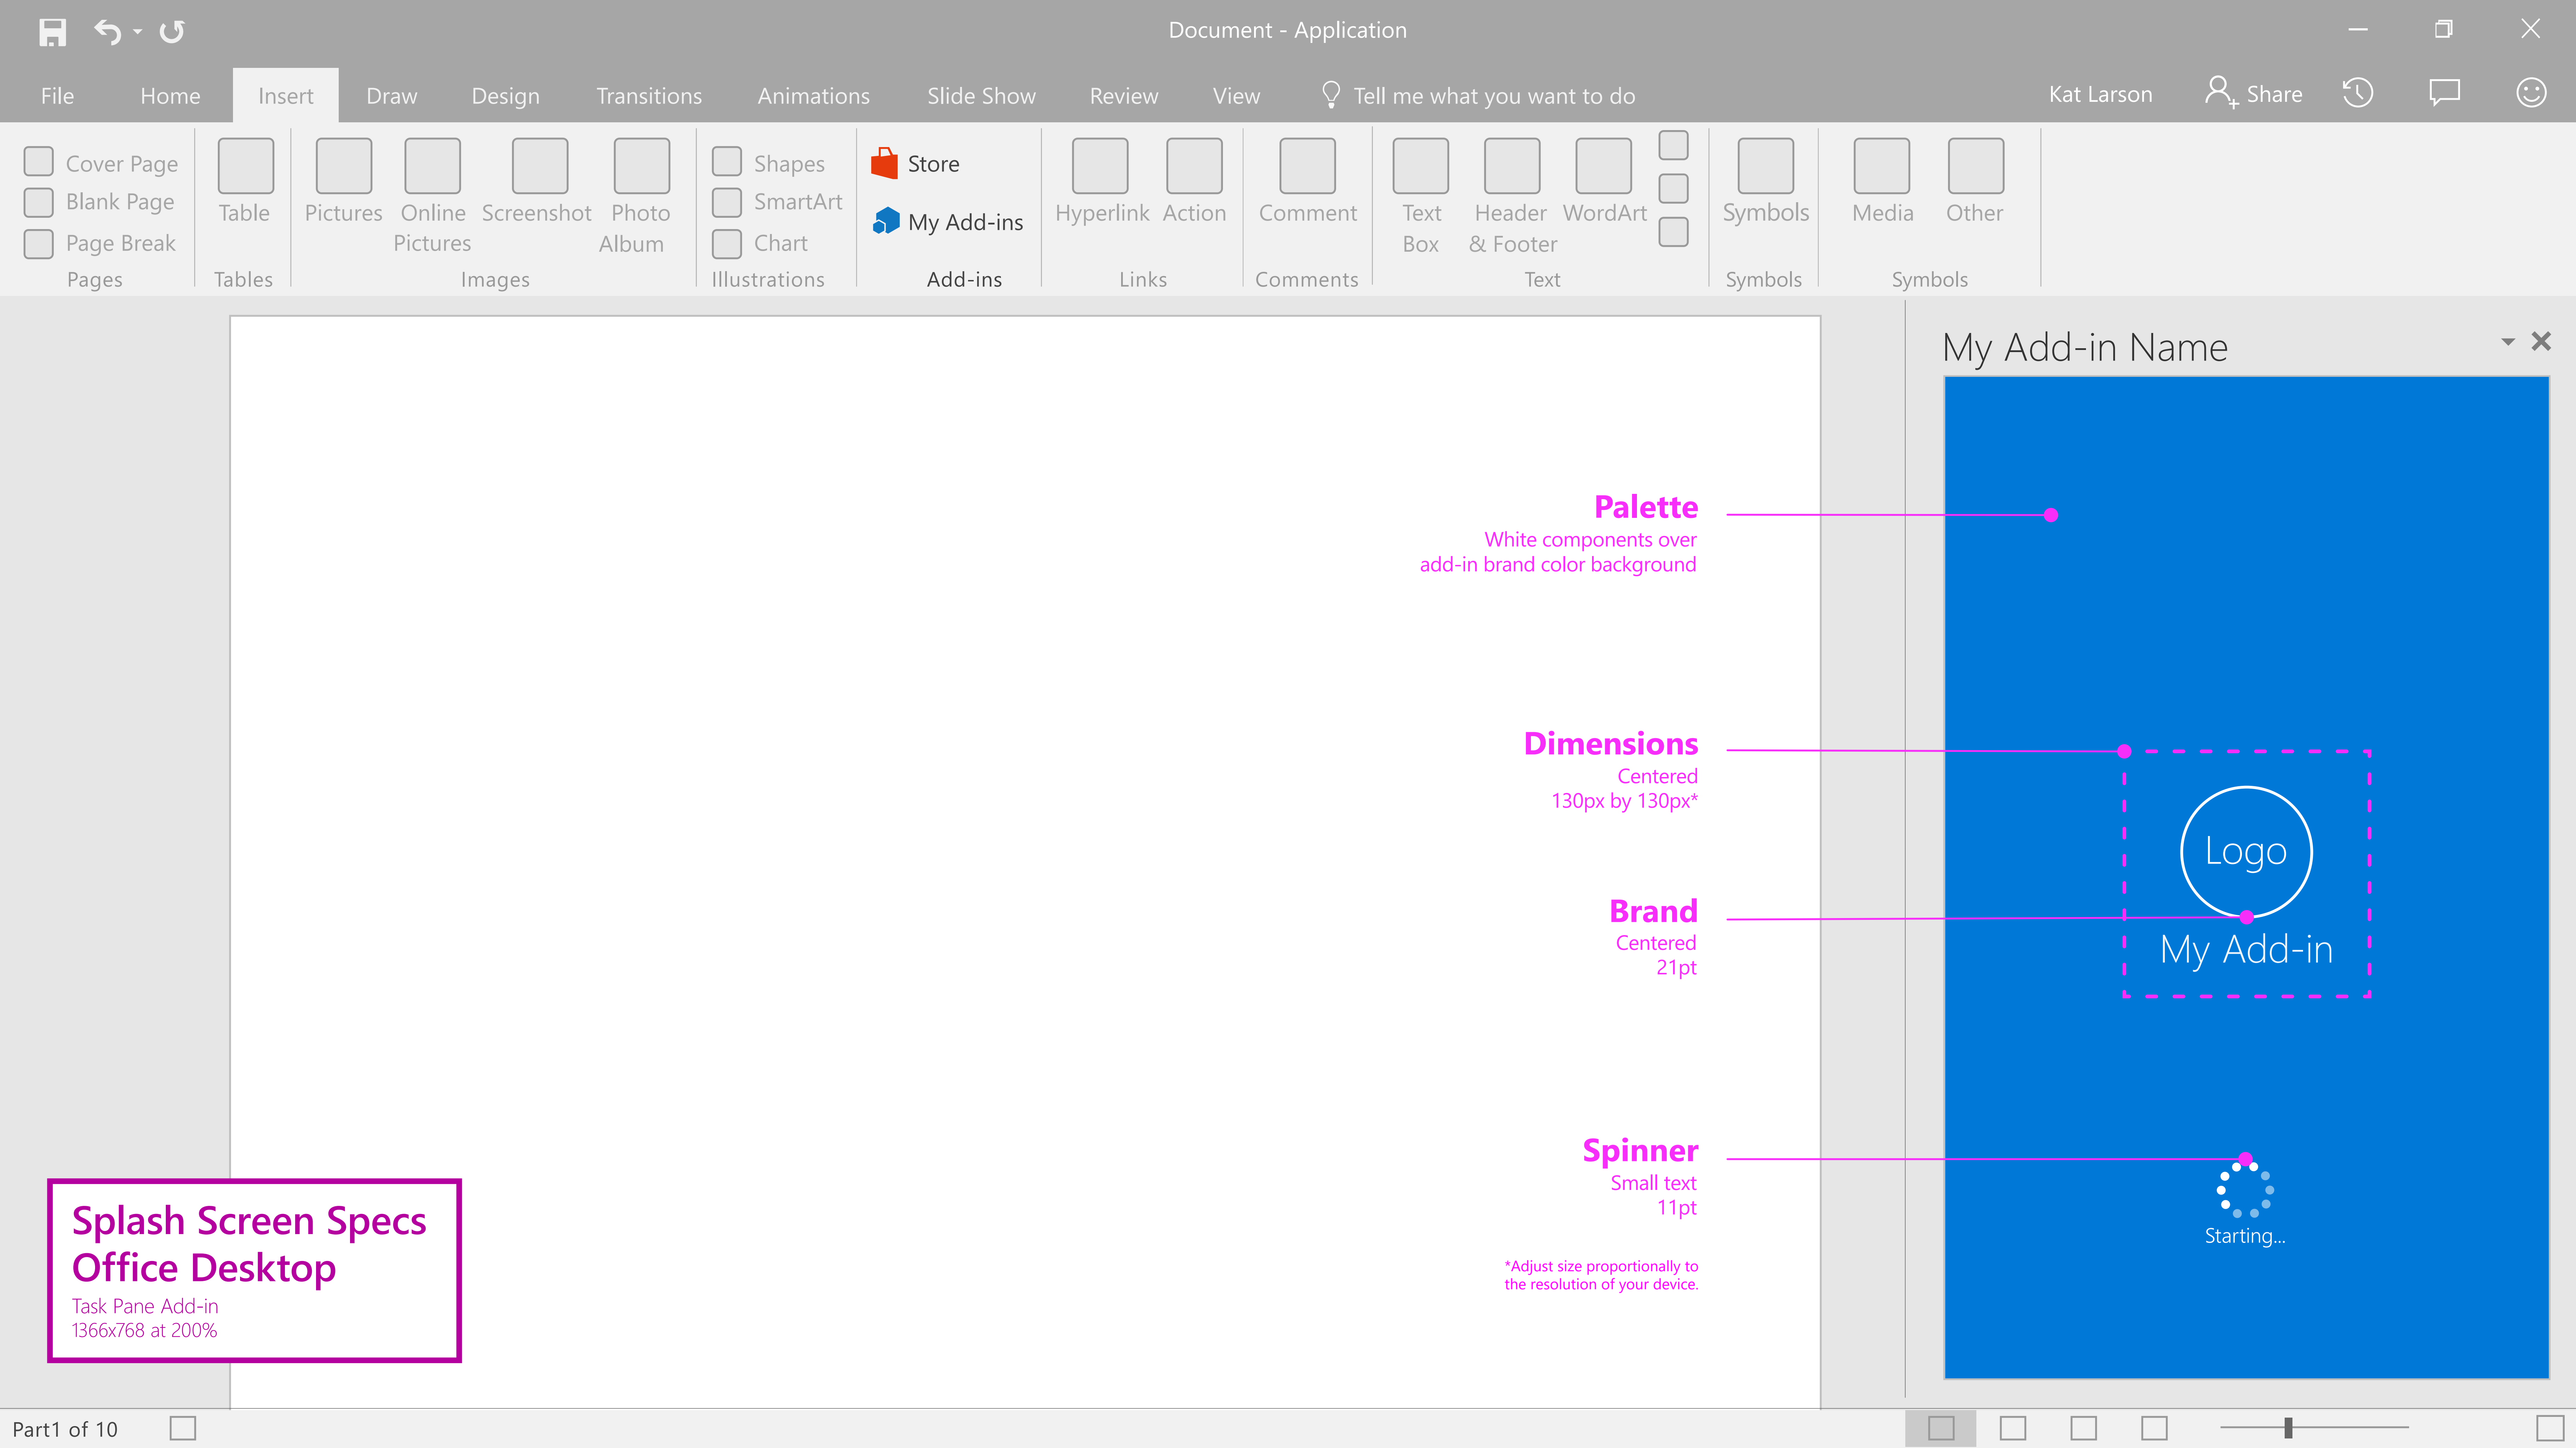 Document - Application
File Home Insert Draw Design Transitions Animations Slide Show Review View Tell me what you want to do Kat Larson Share
Cover Page
Blank Page
Page Break
Pages
Table
Tables
Pictures
Online
Pictures
Screenshot
Photo
Album
Images
Shapes
SmartArt
Chart
Illustrations
Store
My Add-ins
Add-ins
Hyperlink
Action
Links
Comment
Comments
Text
Box
Header
& Footer
WordArt
Text
Symbols
Symbols
Media
Other
Symbols
My Add-in Name
Palette
White components over
add-in brand color background
Dimensions
Centered
130px by 130px*
Brand
Centered
21pt
Spinner
Small text
11pt
*Adjust size proportionally to
the resolution of your device.
Logo
My Add-in
Starting...
Splash Screen Specs
Office Desktop
Task Pane Add-in
1366x768 at 200%
Part1 of 10